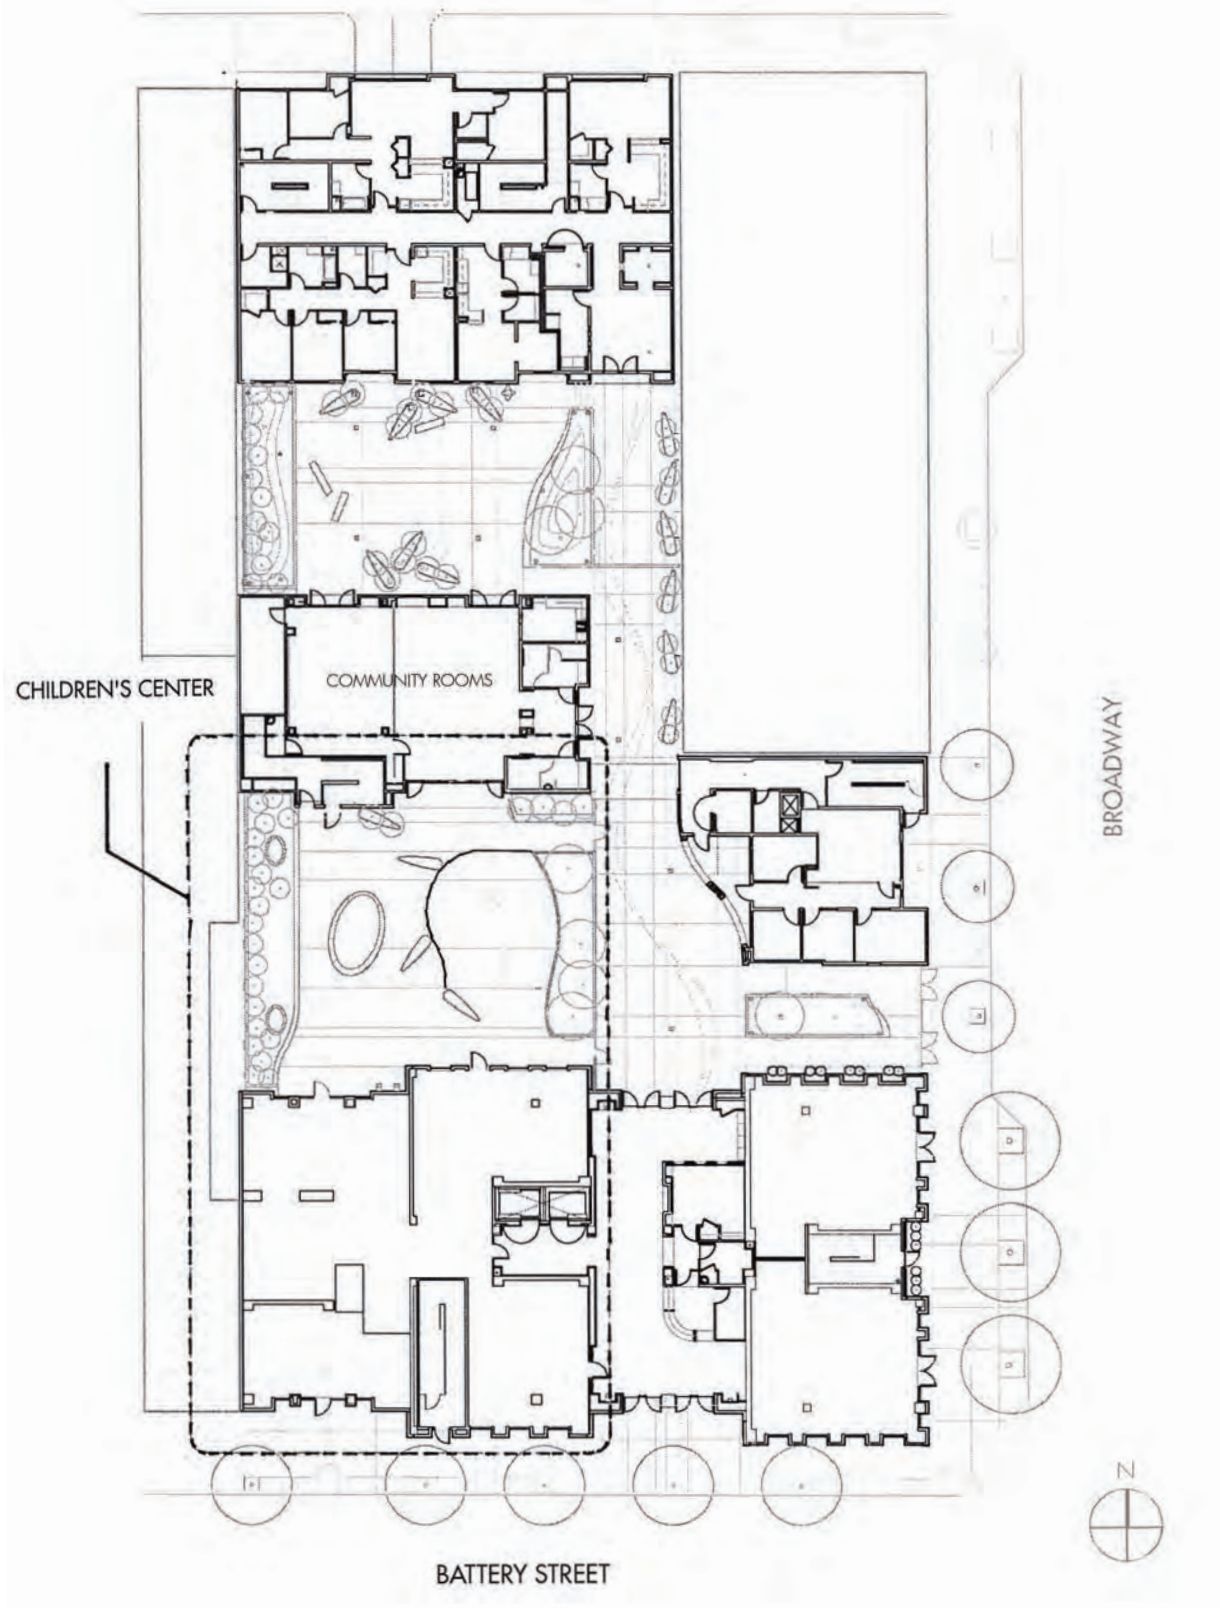 CHILDREN'S CENTER
COMMUNITY ROOMS
BROADWAY
N
BATTERY STREET